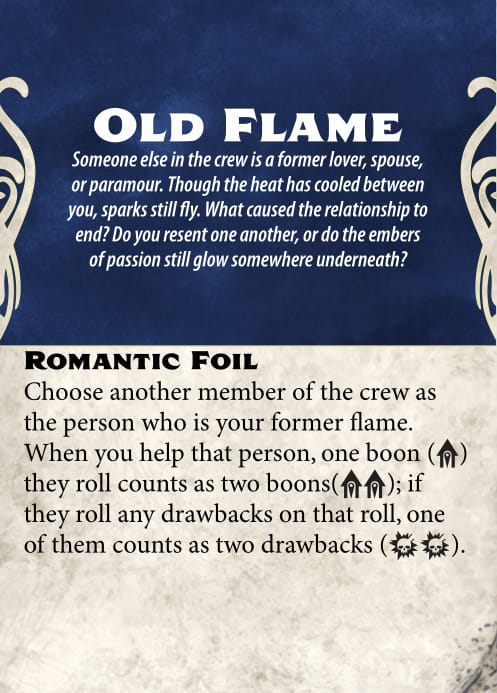 Old Flame
Someone else in the crew is a former lover, spouse,
or paramour. Though the heat has cooled between
you, sparks still fly. What caused the relationship to
end? Do you resent one another, or do the embers
of passion still glow somewhere underneath?
Romantic Foil
Choose another member of the crew as
the person who is your former flame.
When you help that person, one boon ( )
they roll counts as two boons( ); if
they roll any drawbacks on that roll, one
of them counts as two drawbacks ( ).